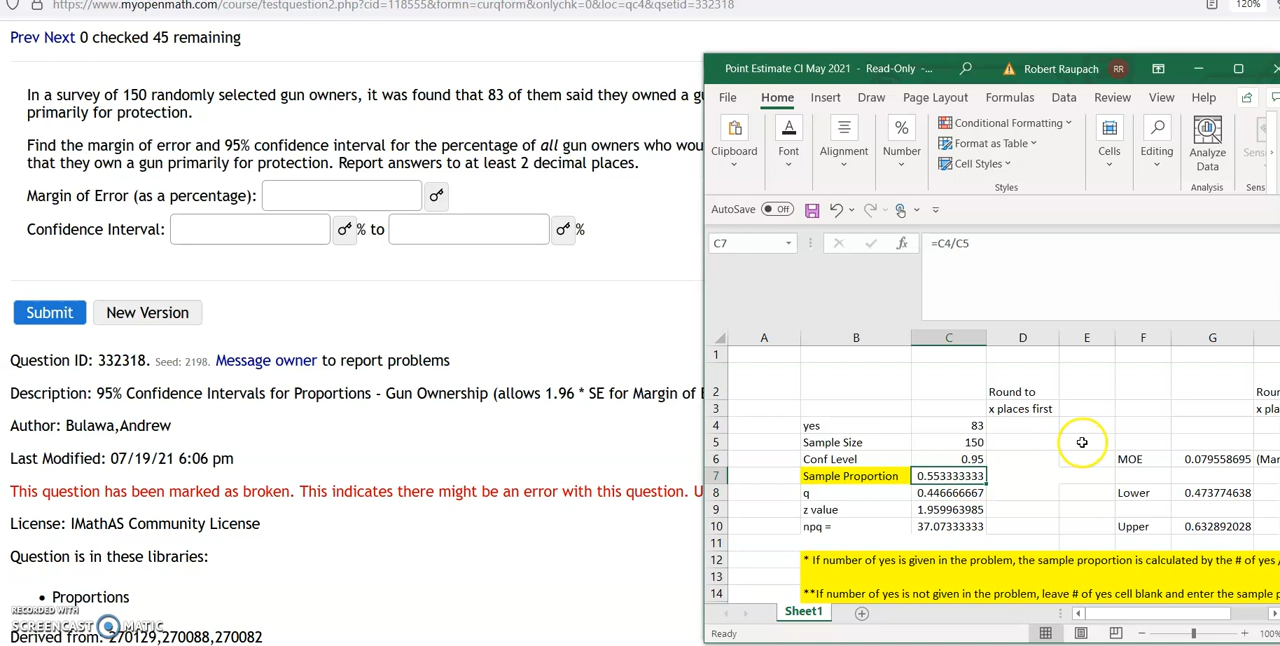 https://www.myopenmath.com/course/testquestion2.php?cid=118555&formn=curqform&onlychk=0&loc=qc4&qsetid=332318
120%
Prev Next 0 checked 45 remaining
In a survey of 150 randomly selected gun owners, it was found that 83 of them said they owned a g
primarily for protection.
Find the margin of error and 95% confidence interval for the percentage of all gun owners who wou
that they own a gun primarily for protection. Report answers to at least 2 decimal places.
Margin of Error (as a percentage):
Confidence Interval: % to %
Submit New Version
Question ID: 332318. Seed: 2198. Message owner to report problems
Description: 95% Confidence Intervals for Proportions - Gun Ownership (allows 1.96 * SE for Margin of
Author: Bulawa,Andrew
Last Modified: 07/19/21 6:06 pm
This question has been marked as broken. This indicates there might be an error with this question. U
License: IMathAS Community License
Question is in these libraries:
• Proportions
Derived from: 270129,270088,270082
RECORDED WITH
SCREENCAST MATIC
Point Estimate CI May 2021 - Read-Only -... Robert Raupach RR
File Home Insert Draw Page Layout Formulas Data Review View Help
Clipboard Font Alignment Number
Conditional Formatting
Format as Table
Cell Styles
Styles
Cells Editing
Analyze
Data
Analysis
Sens
Sens
AutoSave Off
C7 fx =C4/C5
A B C D E F G
1
2 Round to Roun
3 x places first x pla
4 yes 83
5 Sample Size 150
6 Conf Level 0.95 MOE 0.079558695 (Mar
7 Sample Proportion 0.553333333
8 q 0.446666667 Lower 0.473774638
9 z value 1.959963985
10 npq = 37.07333333 Upper 0.632892028
11
12 * If number of yes is given in the problem, the sample proportion is calculated by the # of yes /
13
14 **If number of yes is not given in the problem, leave # of yes cell blank and enter the sample p
Sheet1
Ready 100%